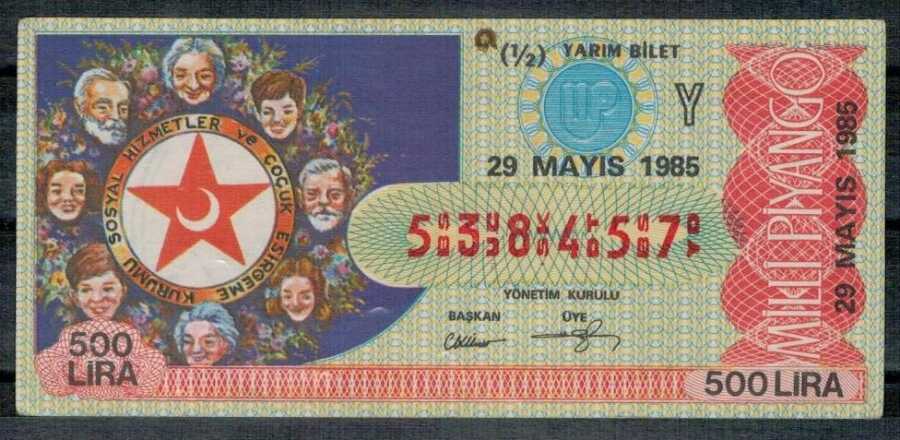 SOSYAL HİZMETLER ve ÇOCUK ESİRGEME KURUMU
(1/2) YARIM BİLET
MP
Y
29 MAYIS 1985
538457
YÖNETİM KURULU
BAŞKAN ÜYE
500
LİRA
500 LİRA
MİLLİ PİYANGO
29 MAYIS 1985